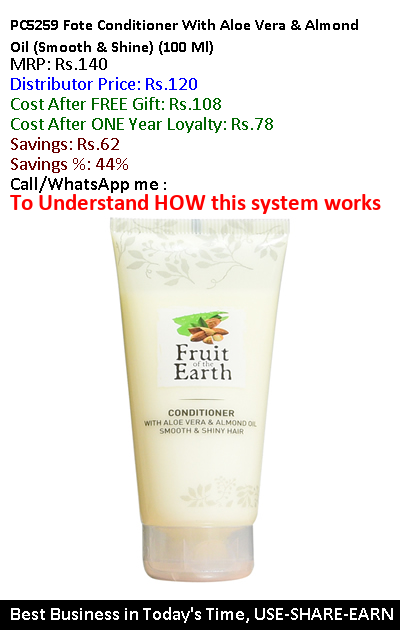 PC5259 Fote Conditioner With Aloe Vera & Almond
Oil (Smooth & Shine) (100 Ml)
MRP: Rs.140
Distributor Price: Rs.120
Cost After FREE Gift: Rs.108
Cost After ONE Year Loyalty: Rs.78
Savings: Rs.62
Savings %: 44%
Call/WhatsApp me :
To Understand HOW this system works
Fruit
of the
Earth
CONDITIONER
WITH ALOE VERA & ALMOND OIL
SMOOTH & SHINY HAIR
Best Business in Today's Time, USE-SHARE-EARN